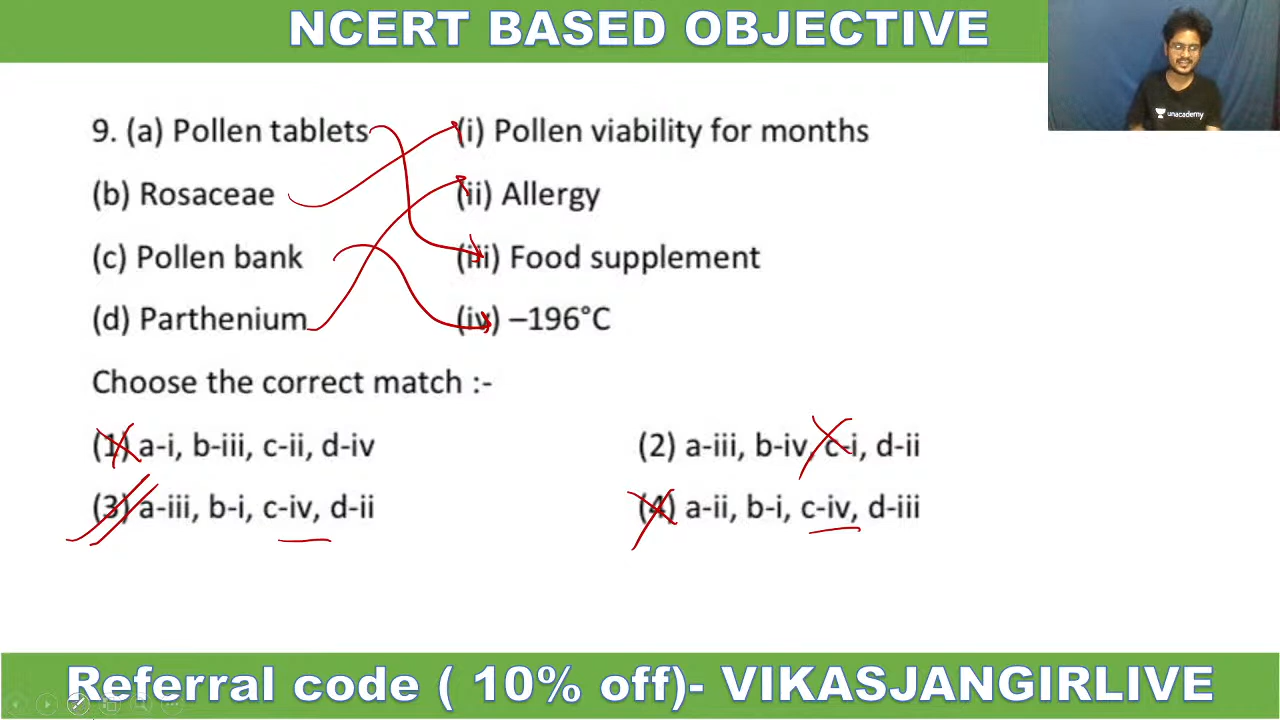 NCERT BASED OBJECTIVE
unacademy
9. (a) Pollen tablets (i) Pollen viability for months
(b) Rosaceae (ii) Allergy
(c) Pollen bank (iii) Food supplement
(d) Parthenium (iv) –196°C
Choose the correct match :-
(1) a-i, b-iii, c-ii, d-iv (2) a-iii, b-iv, c-i, d-ii
(3) a-iii, b-i, c-iv, d-ii (4) a-ii, b-i, c-iv, d-iii
Referral code ( 10% off)- VIKASJANGIRLIVE